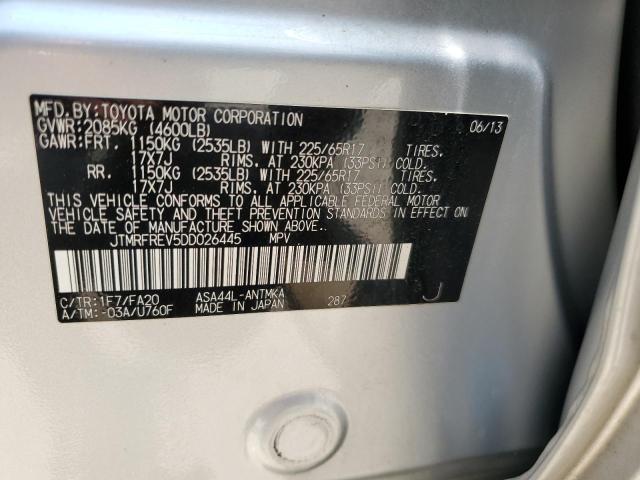 MFD.BY:TOYOTA MOTOR CORPORATION 06/13
GVWR:2085KG (4600LB)
GAWR:FRT. 1150KG (2535LB) WITH 225/65R17 TIRES.
17X7J RIMS. AT 230KPA (33PSI) COLD.
RR. 1150KG (2535LB) WITH 225/65R17 TIRES.
17X7J RIMS. AT 230KPA (33PSI) COLD.
THIS VEHICLE CONFORMS TO ALL APPLICABLE FEDERAL MOTOR
VEHICLE SAFETY AND THEFT PREVENTION STANDARDS IN EFFECT ON
THE DATE OF MANUFACTURE SHOWN ABOVE.
JTMRFREV5DD026445 MPV
C/TR:1F7/FA20 ASA44L-ANTMKA J
A/TM:-03A/U760F MADE IN JAPAN 287